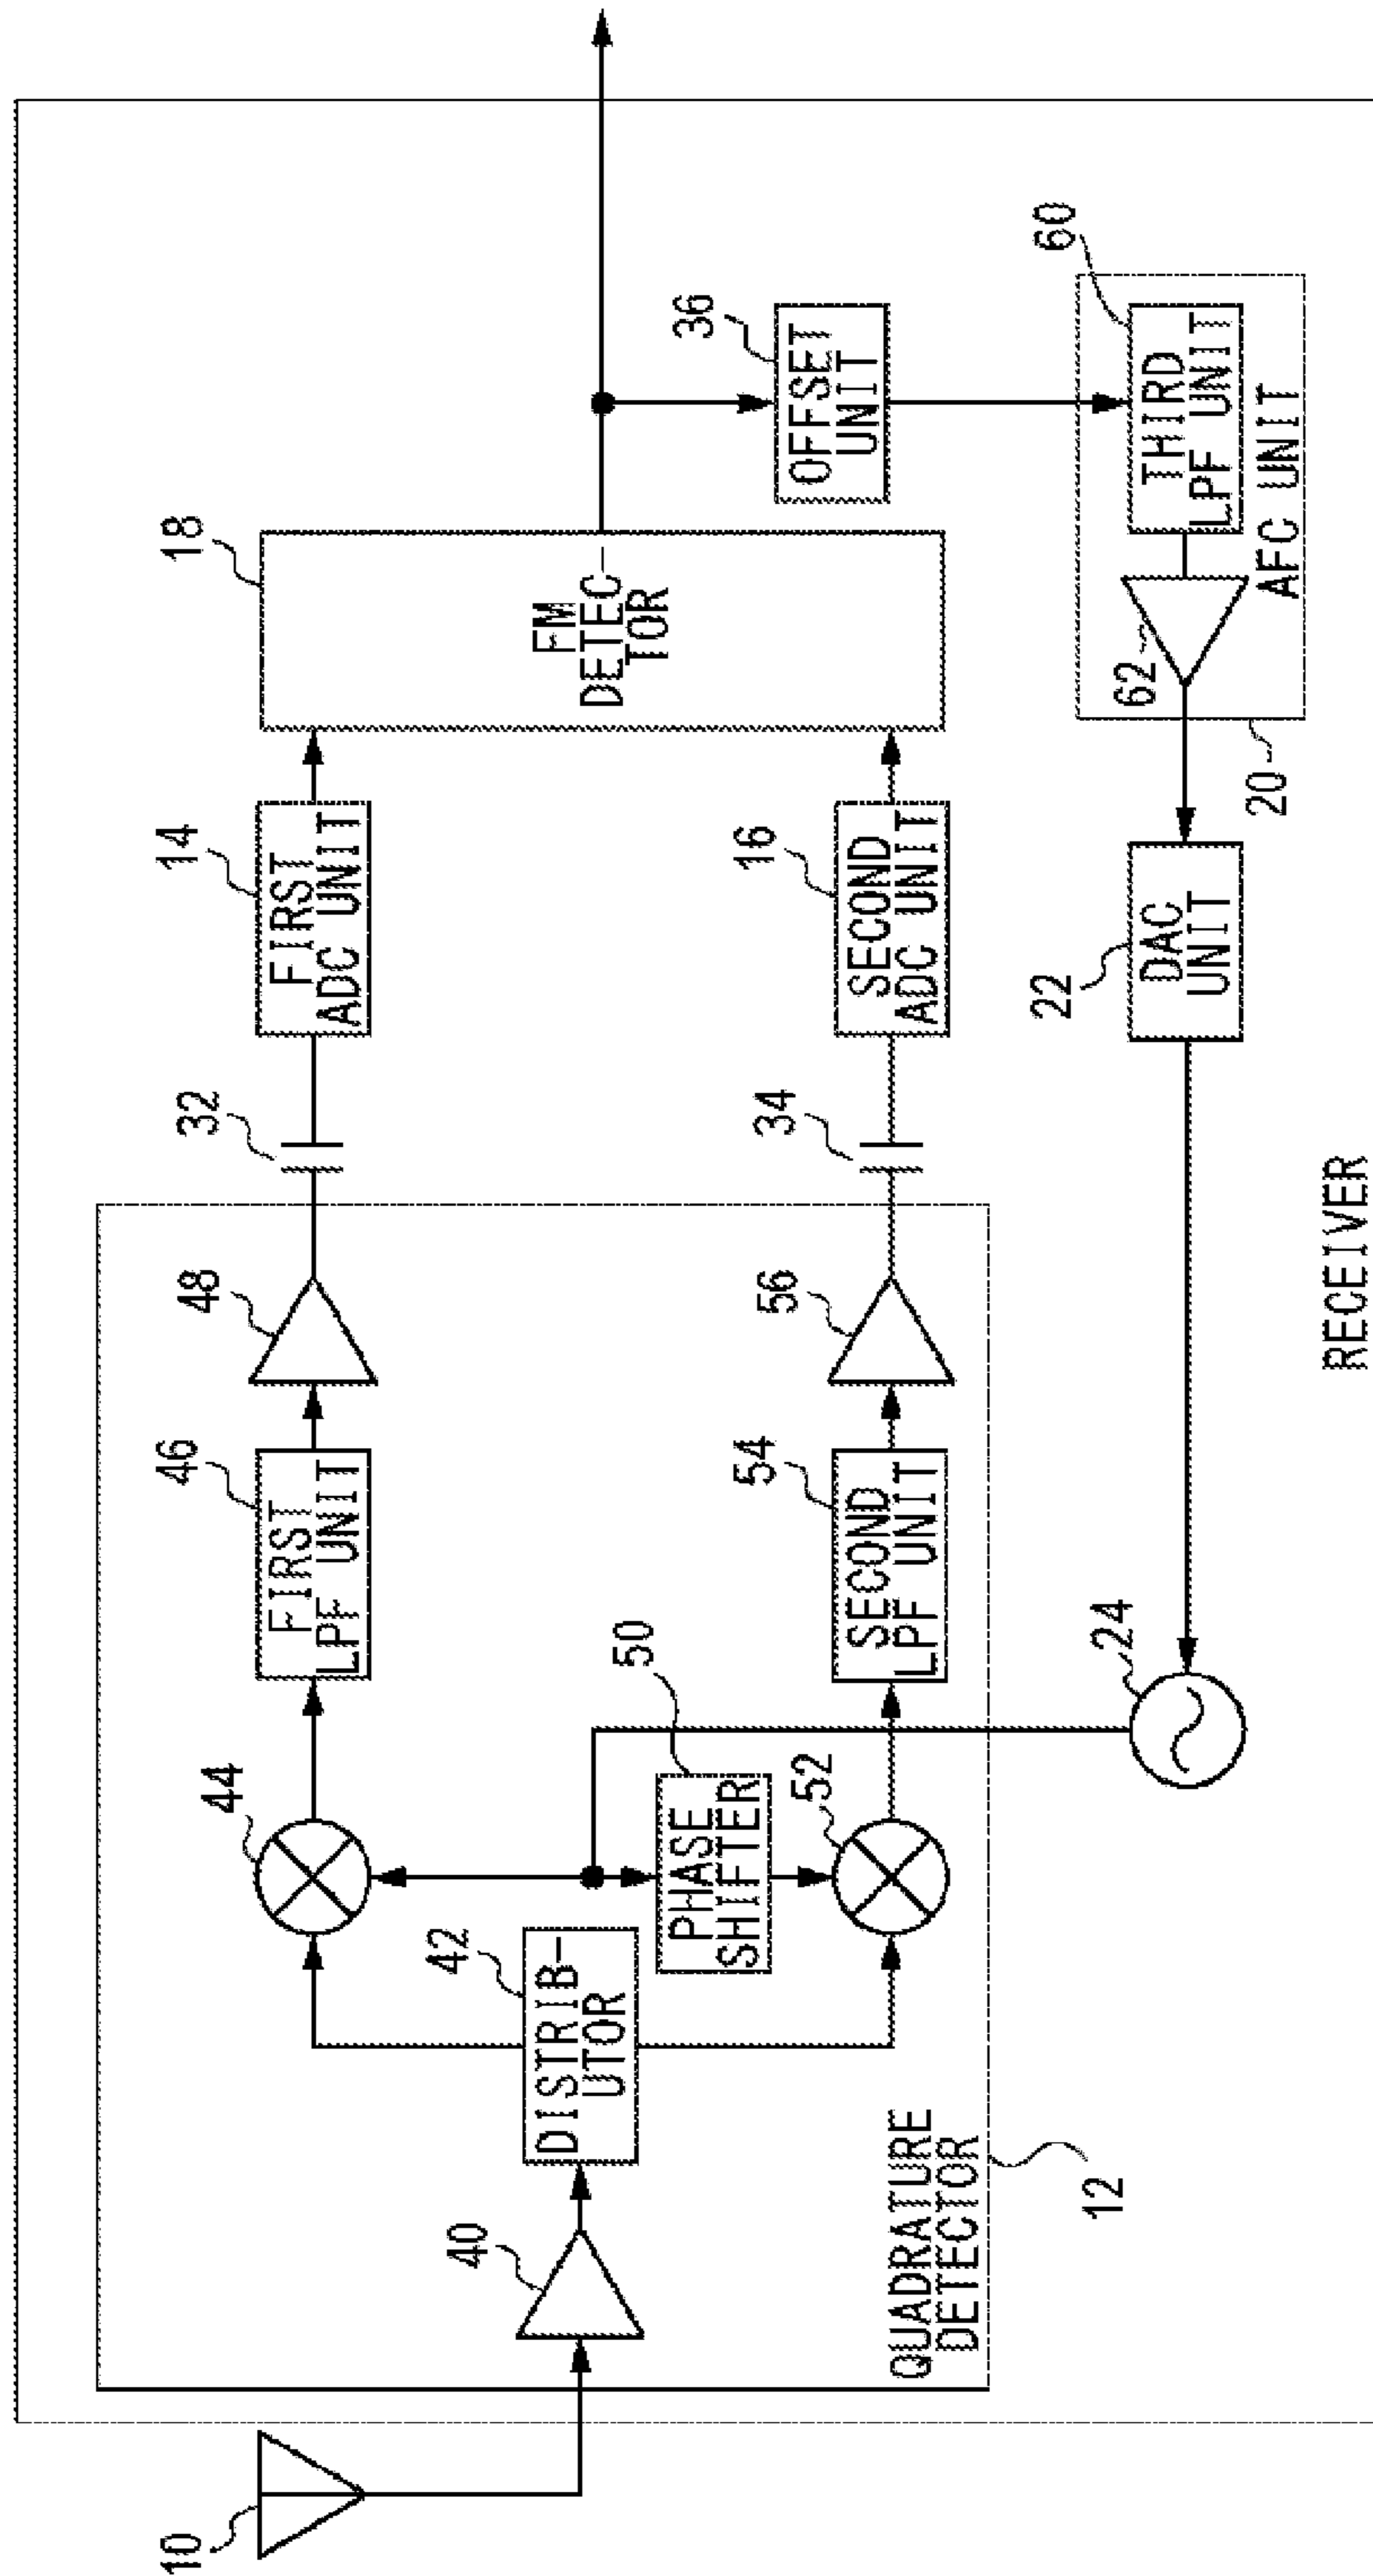 10
40
42
DISTRIB-
UTOR
44
46
FIRST
LPF UNIT
48
32
14
FIRST
ADC UNIT
18
FM
DETEC-
TOR
50
PHASE
SHIFTER
52
54
SECOND
LPF UNIT
56
34
16
SECOND
ADC UNIT
36
OFFSET
UNIT
QUADRATURE
DETECTOR
12
24
22
DAC
UNIT
62
THIRD
LPF UNIT
60
AFC UNIT
20
RECEIVER